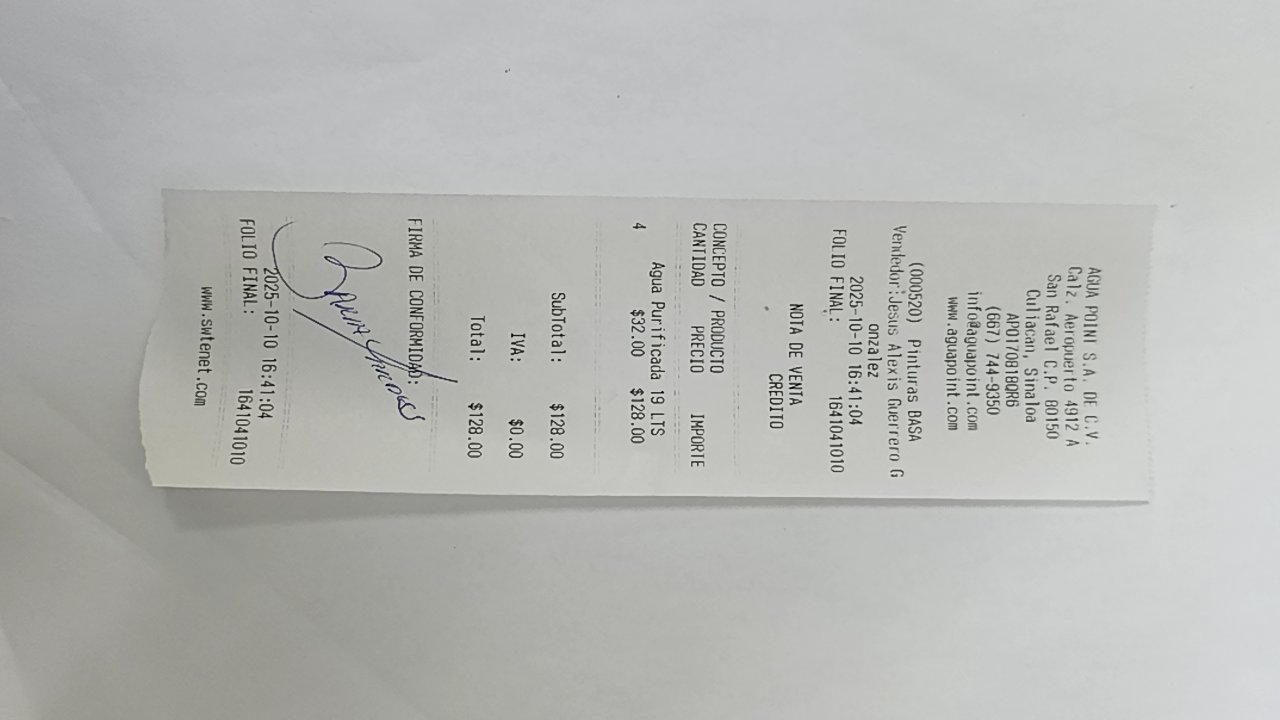 AGUA POINT S.A. DE C.V.
Calz. Aeropuerto 4912 A
San Rafael C.P. 80150
Culiacan, Sinaloa
APO170818QR6
(667) 744-9350
info@aguapoint.com
www.aguapoint.com
(000520) Pinturas BASA
Vendedor:Jesus Alexis Guerrero G
onzalez
2025-10-10 16:41:04
FOLIO FINAL: 1641041010
NOTA DE VENTA
CREDITO
CONCEPTO / PRODUCTO
CANTIDAD PRECIO IMPORTE
Agua Purificada 19 LTS
4 $32.00 $128.00
SubTotal: $128.00
IVA: $0.00
Total: $128.00
FIRMA DE CONFORMIDAD:
2025-10-10 16:41:04
FOLIO FINAL: 1641041010
www.swtenet.com